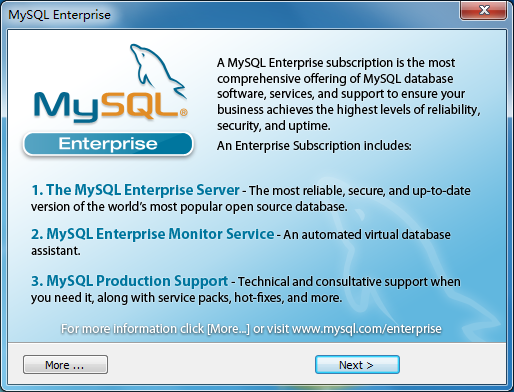 MySQL Enterprise
MySQL®
Enterprise
A MySQL Enterprise subscription is the most
comprehensive offering of MySQL database
software, services, and support to ensure your
business achieves the highest levels of reliability,
security, and uptime.
An Enterprise Subscription includes:
1. The MySQL Enterprise Server - The most reliable, secure, and up-to-date
version of the world's most popular open source database.
2. MySQL Enterprise Monitor Service - An automated virtual database
assistant.
3. MySQL Production Support - Technical and consultative support when
you need it, along with service packs, hot-fixes, and more.
For more information click [More...] or visit www.mysql.com/enterprise
More ...
Next >